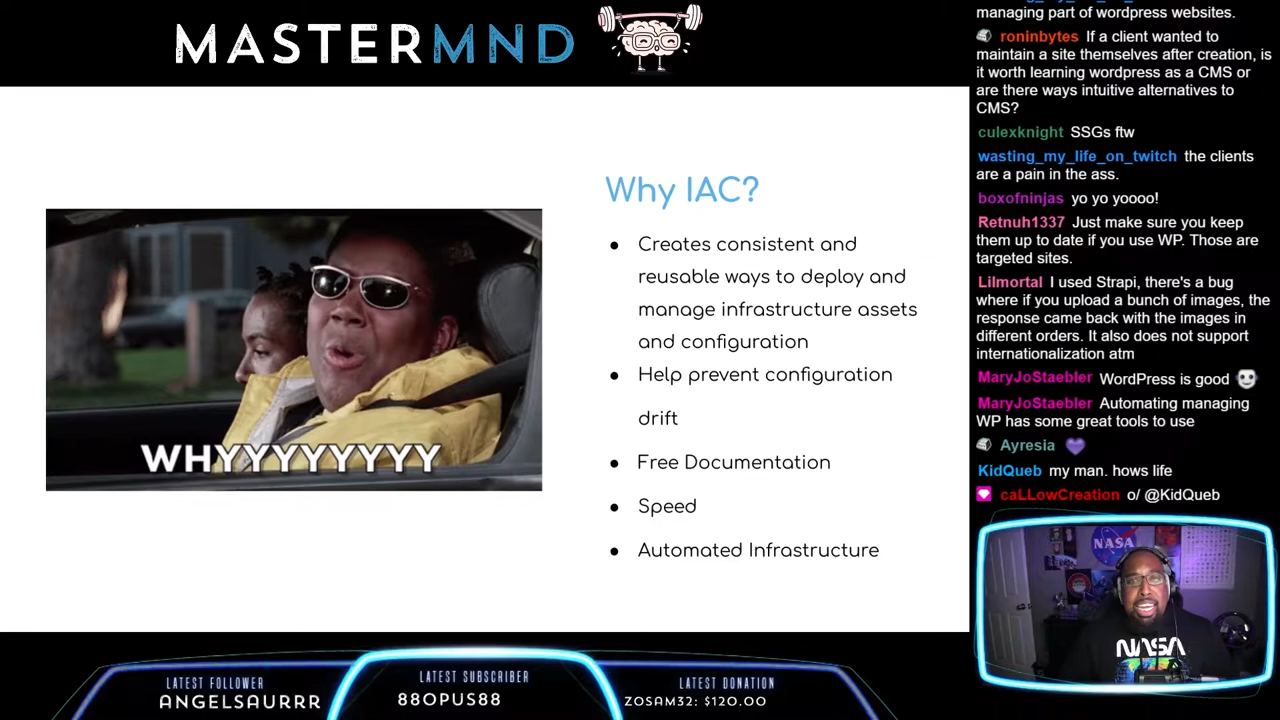 MASTERMND
Why IAC?
● Creates consistent and
reusable ways to deploy and
manage infrastructure assets
and configuration
● Help prevent configuration
drift
● Free Documentation
● Speed
● Automated Infrastructure
WHYYYYYYYY
managing part of wordpress websites.
roninbytes If a client wanted to
maintain a site themselves after creation, is
it worth learning wordpress as a CMS or
are there ways intuitive alternatives to
CMS?
culexknight SSGs ftw
wasting_my_life_on_twitch the clients
are a pain in the ass.
boxofninjas yo yo yoooo!
Retnuh1337 Just make sure you keep
them up to date if you use WP. Those are
targeted sites.
Lilmortal I used Strapi, there's a bug
where if you upload a bunch of images, the
response came back with the images in
different orders. It also does not support
internationalization atm
MaryJoStaebler WordPress is good
MaryJoStaebler Automating managing
WP has some great tools to use
Ayresia
KidQueb my man. hows life
caLLowCreation o/ @KidQueb
NASA
NASA
LATEST FOLLOWER
ANGELSAURRR
LATEST SUBSCRIBER
88OPUS88
LATEST DONATION
ZOSAM32: $120.00